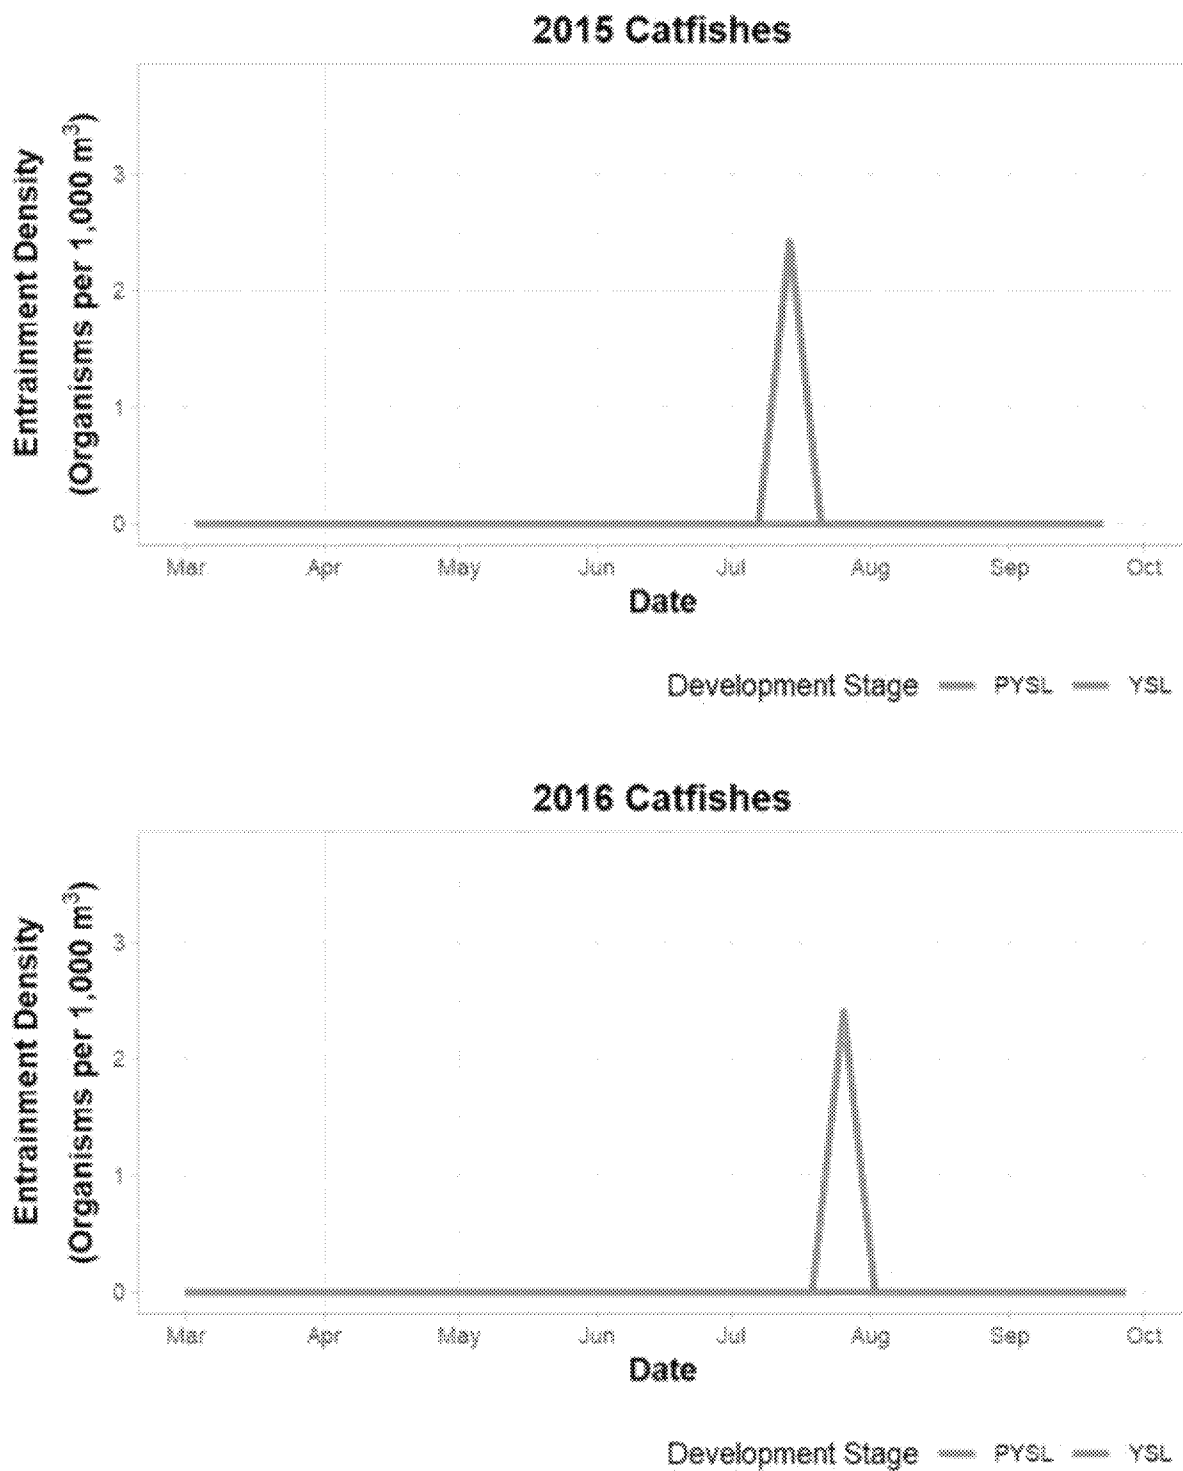 2015 Catfishes
Entrainment Density
(Organisms per 1,000 m³)
3
2
1
0
Mar Apr May Jun Jul Aug Sep Oct
Date
Development Stage PYSL YSL
2016 Catfishes
Entrainment Density
(Organisms per 1,000 m³)
3
2
1
0
Mar Apr May Jun Jul Aug Sep Oct
Date
Development Stage PYSL YSL